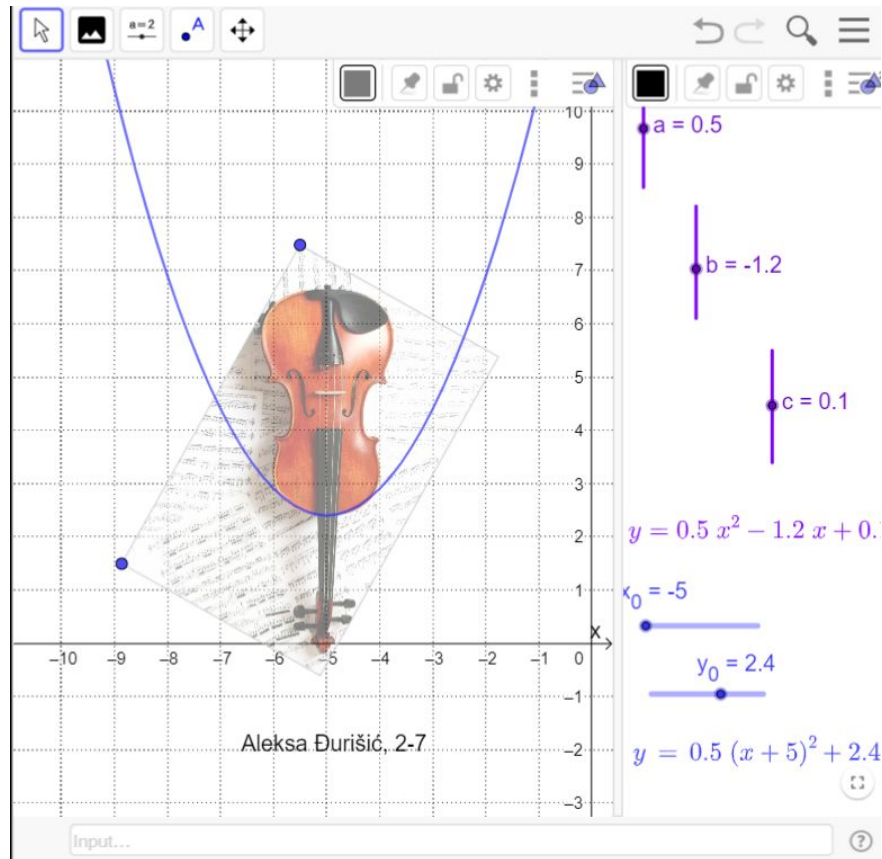 a=2
A
a = 0.5
b = -1.2
c = 0.1
y = 0.5 x² − 1.2 x + 0.
x₀ = -5
y₀ = 2.4
y = 0.5 (x + 5)² + 2.4
10
9
8
7
6
5
4
3
2
1
x
−10 −9 −8 −7 −6 −5 −4 −3 −2 −1 0
−1
−2
−3
Aleksa Đurišić, 2-7
Input...
?